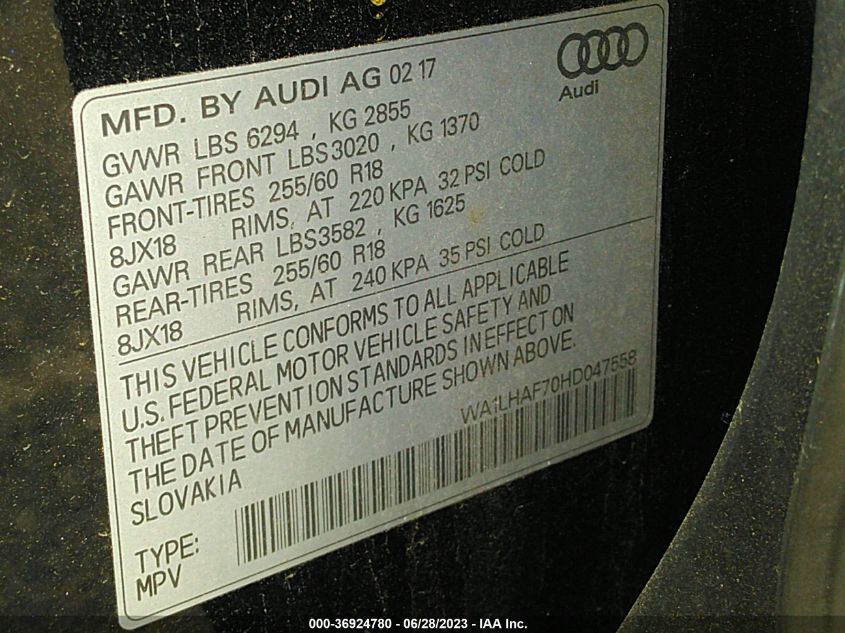 MFD. BY AUDI AG 02 17
Audi
GVWR LBS 6294 , KG 2855
GAWR FRONT LBS3020 , KG 1370
FRONT-TIRES 255/60 R18
8JX18 RIMS, AT 220 KPA 32 PSI COLD
GAWR REAR LBS3582 , KG 1625
REAR-TIRES 255/60 R18
8JX18 RIMS, AT 240 KPA 35 PSI COLD
THIS VEHICLE CONFORMS TO ALL APPLICABLE
U.S. FEDERAL MOTOR VEHICLE SAFETY AND
THEFT PREVENTION STANDARDS IN EFFECT ON
THE DATE OF MANUFACTURE SHOWN ABOVE.
SLOVAKIA
WA1LHAF70HD047558
TYPE:
MPV
000-36924780 - 06/28/2023 - IAA Inc.